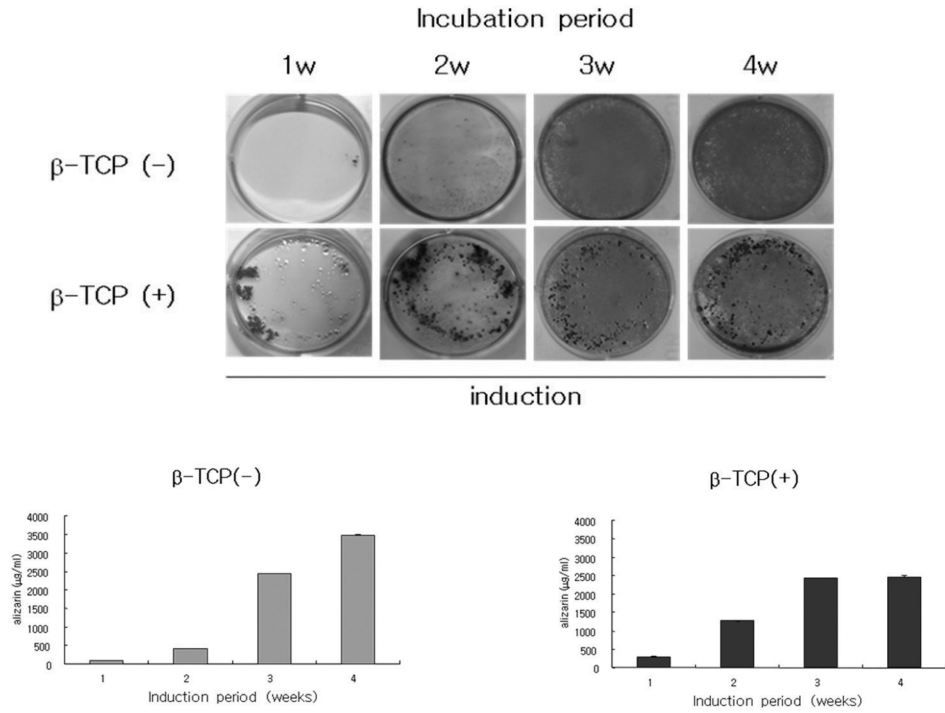 Incubation period
1w 2w 3w 4w
β-TCP (-)
β-TCP (+)
induction
β-TCP(-)
4000
3500
3000
2500
2000
1500
1000
500
0
alizarin (μg/ml)
1 2 3 4
Induction period (weeks)
β-TCP(+)
4000
3500
3000
2500
2000
1500
1000
500
0
alizarin (μg/ml)
1 2 3 4
Induction period (weeks)